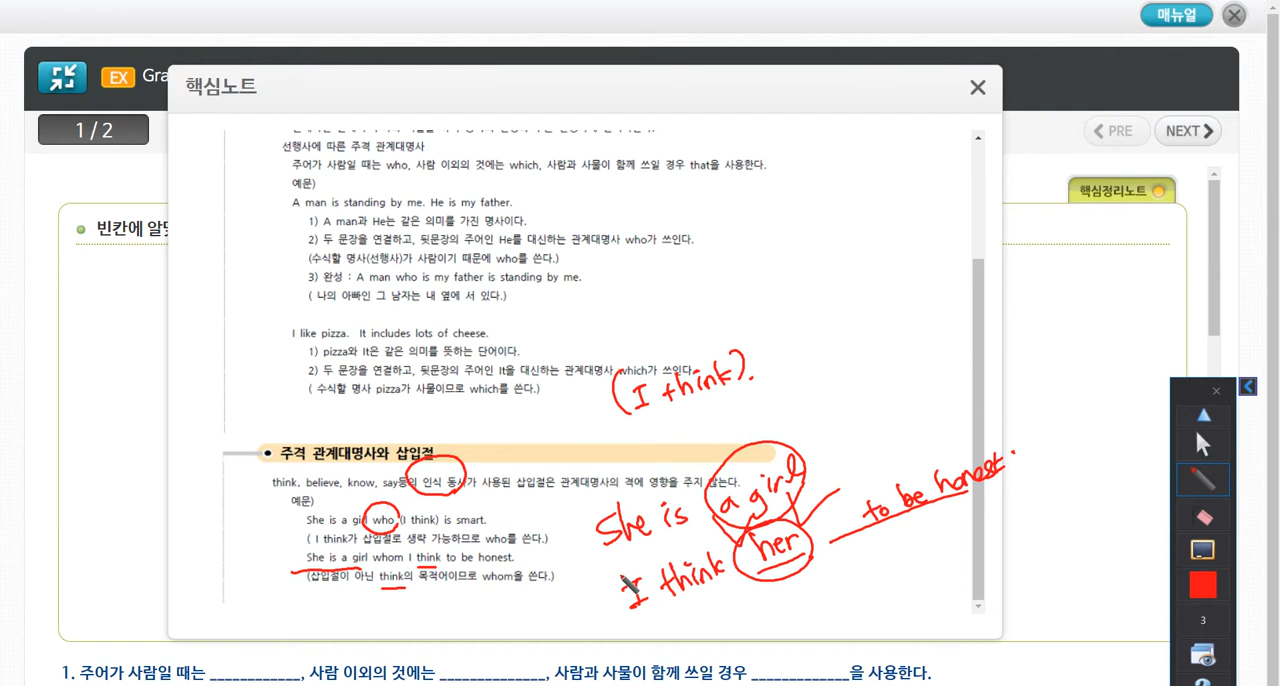 매뉴얼
EX Gra
핵심노트
1 / 2
PRE
NEXT
선행사에 따른 주격 관계대명사
주어가 사람일 때는 who, 사람 이외의 것에는 which, 사람과 사물이 함께 쓰일 경우 that을 사용한다.
핵심정리노트
예문)
A man is standing by me. He is my father.
1) A man과 He는 같은 의미를 가진 명사이다.
빈칸에 알맞
2) 두 문장을 연결하고, 뒷문장의 주어인 He를 대신하는 관계대명사 who가 쓰인다.
(수식할 명사(선행사)가 사람이기 때문에 who를 쓴다.)
3) 완성 : A man who is my father is standing by me.
( 나의 아빠인 그 남자는 내 옆에 서 있다.)
I like pizza. It includes lots of cheese.
1) pizza와 It은 같은 의미를 뜻하는 단어이다.
2) 두 문장을 연결하고, 뒷문장의 주어인 It을 대신하는 관계대명사 which가 쓰인다.
( 수식할 명사 pizza가 사물이므로 which를 쓴다.)
(I think).
주격 관계대명사와 삽입절
think, believe, know, say등의 인식 동사가 사용된 삽입절은 관계대명사의 격에 영향을 주지 않는다.
예문)
She is a girl who (I think) is smart.
( I think가 삽입절로 생략 가능하므로 who를 쓴다.)
She is a girl whom I think to be honest.
(삽입절이 아닌 think의 목적어이므로 whom을 쓴다.)
She is a girl
I think her to be honest.
3
1. 주어가 사람일 때는 ____________, 사람 이외의 것에는 ______________, 사람과 사물이 함께 쓰일 경우 _____________을 사용한다.